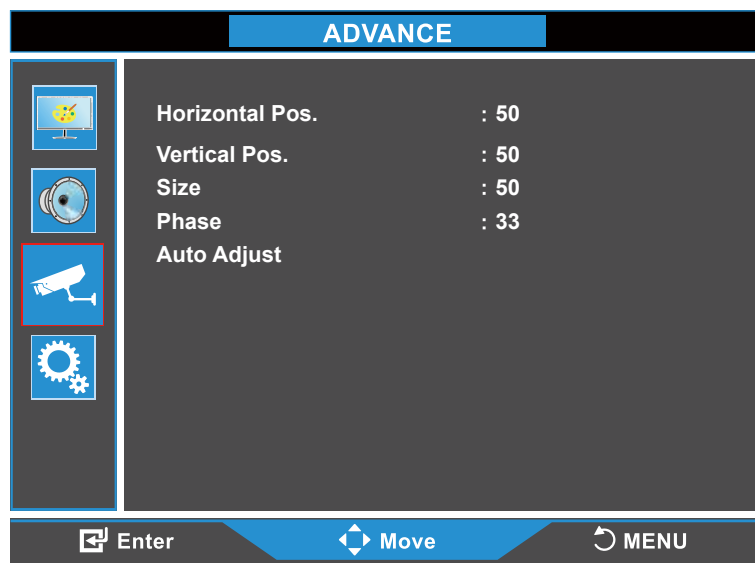 ADVANCE
Horizontal Pos. : 50
Vertical Pos. : 50
Size : 50
Phase : 33
Auto Adjust
Enter Move MENU